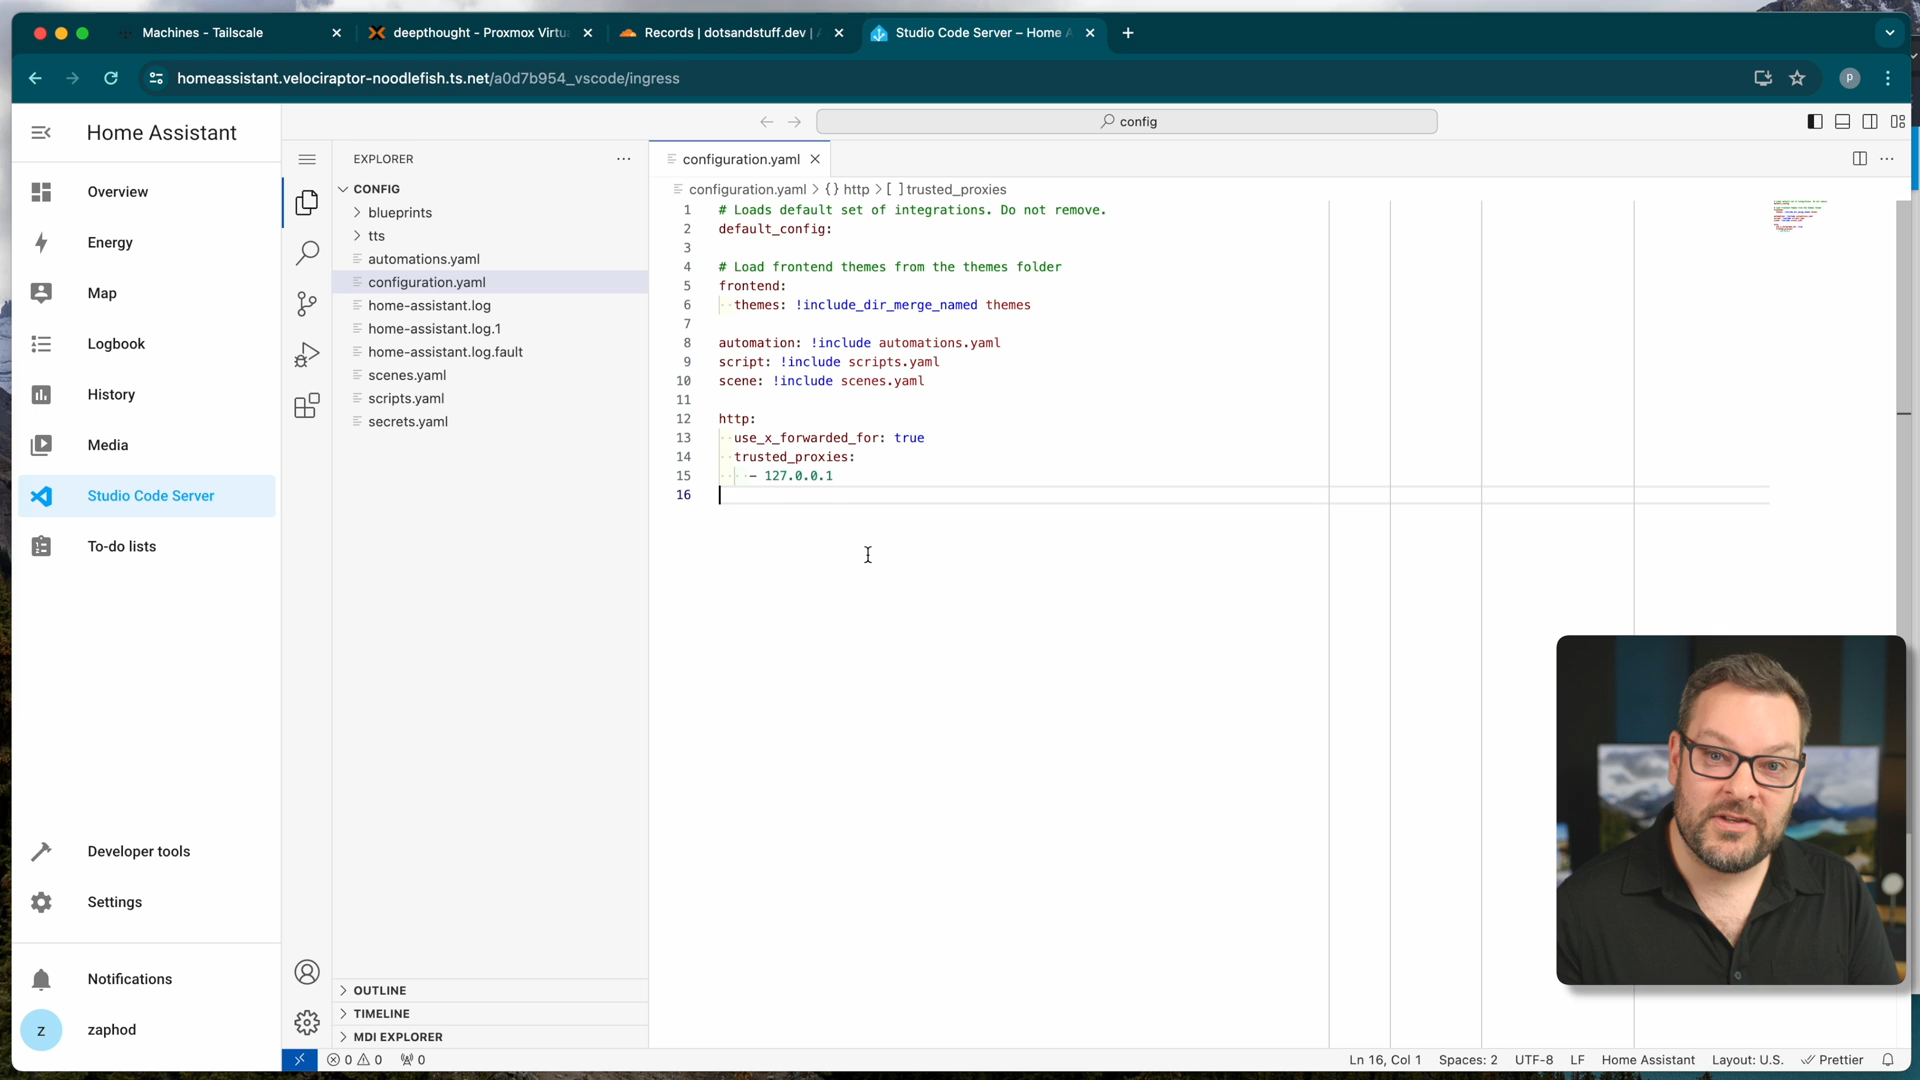 Machines - Tailscale
deepthought - Proxmox Virtu
Records | dotsandstuff.dev |
Studio Code Server – Home A
homeassistant.velociraptor-noodlefish.ts.net/a0d7b954_vscode/ingress
P
Home Assistant
config
Overview
Energy
Map
Logbook
History
Media
Studio Code Server
To-do lists
Developer tools
Settings
Notifications
z
zaphod
EXPLORER
CONFIG
blueprints
tts
automations.yaml
configuration.yaml
home-assistant.log
home-assistant.log.1
home-assistant.log.fault
scenes.yaml
scripts.yaml
secrets.yaml
OUTLINE
TIMELINE
MDI EXPLORER
configuration.yaml
configuration.yaml > {} http > [ ] trusted_proxies
1 # Loads default set of integrations. Do not remove.
2 default_config:
3
4 # Load frontend themes from the themes folder
5 frontend:
6 themes: !include_dir_merge_named themes
7
8 automation: !include automations.yaml
9 script: !include scripts.yaml
10 scene: !include scenes.yaml
11
12 http:
13 use_x_forwarded_for: true
14 trusted_proxies:
15 - 127.0.0.1
16
0 0 0
Ln 16, Col 1 Spaces: 2 UTF-8 LF Home Assistant Layout: U.S. Prettier